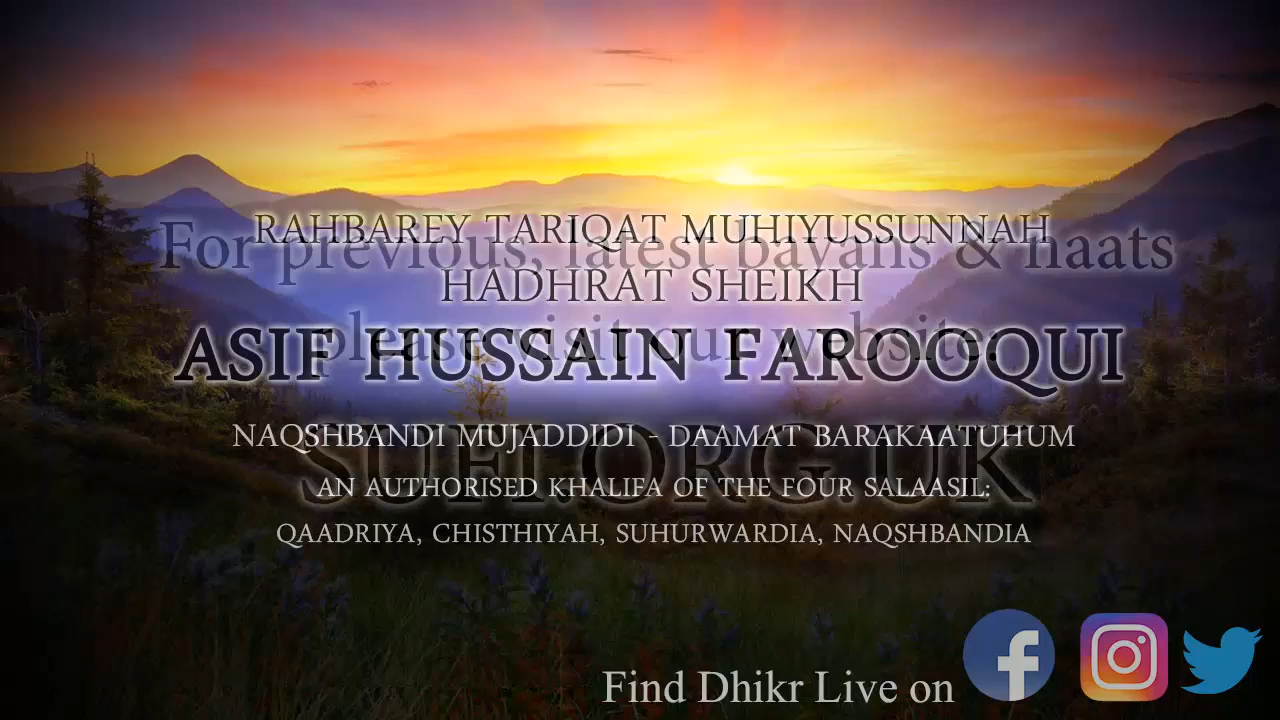 RAHBAREY TARIQAT MUHIYUSSUNNAH
For previous, latest bayans & naats
HADHRAT SHEIKH
please visit our website.
ASIF HUSSAIN FAROOQUI
NAQSHBANDI MUJADDIDI - DAAMAT BARAKAATUHUM
SUFI.ORG.UK
AN AUTHORISED KHALIFA OF THE FOUR SALAASIL:
QAADRIYA, CHISTHIYAH, SUHURWARDIA, NAQSHBANDIA
Find Dhikr Live on